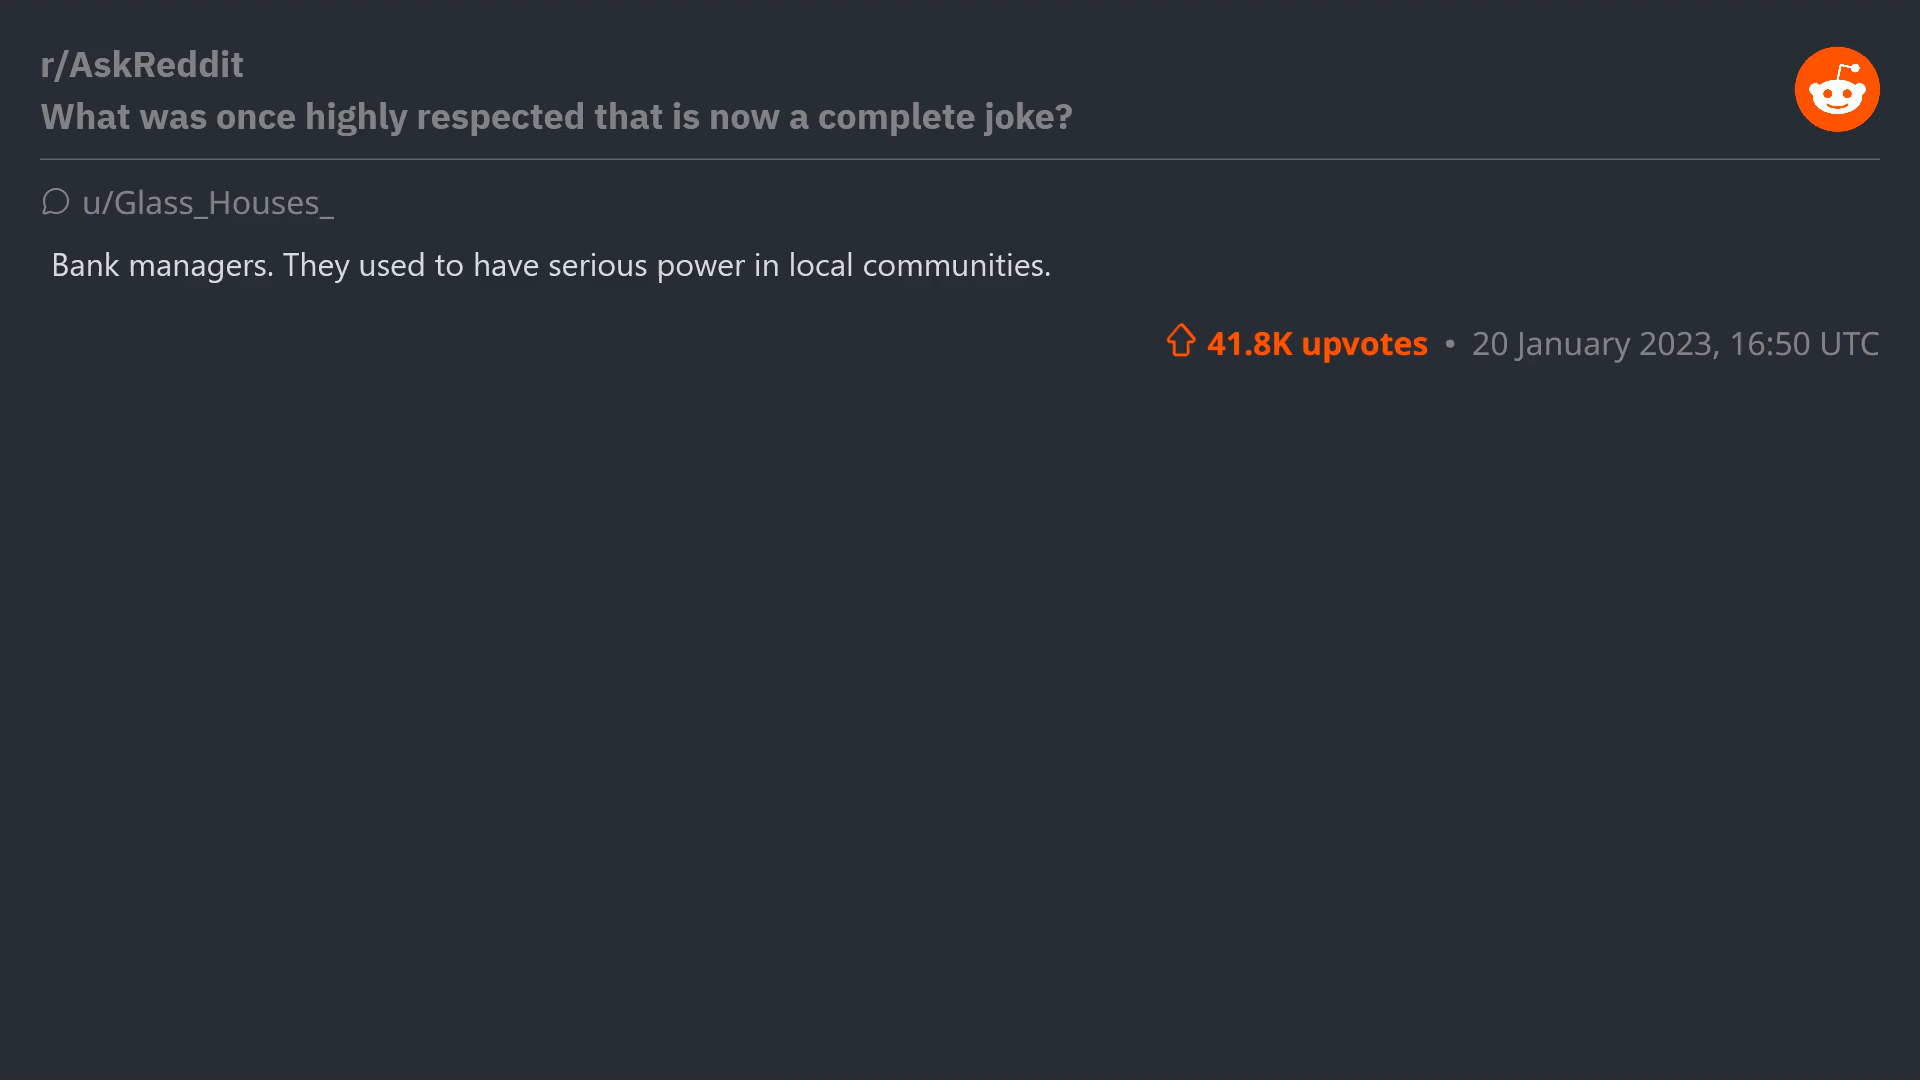 r/AskReddit
What was once highly respected that is now a complete joke?
u/Glass_Houses_
Bank managers. They used to have serious power in local communities.
41.8K upvotes • 20 January 2023, 16:50 UTC